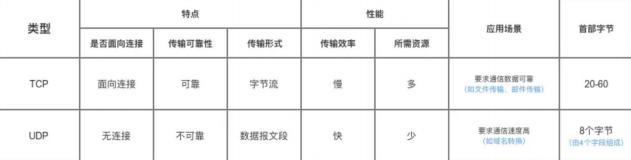 类型 特点 性能 应用场景 首部字节
是否面向连接 传输可靠性 传输形式 传输效率 所需资源
TCP 面向连接 可靠 字节流 慢 多 要求通信数据可靠 20-60
(如文件传输、邮件传输)
UDP 无连接 不可靠 数据报文段 快 少 要求通信速度高 8个字节
(如域名转换) (由4个字段组成)